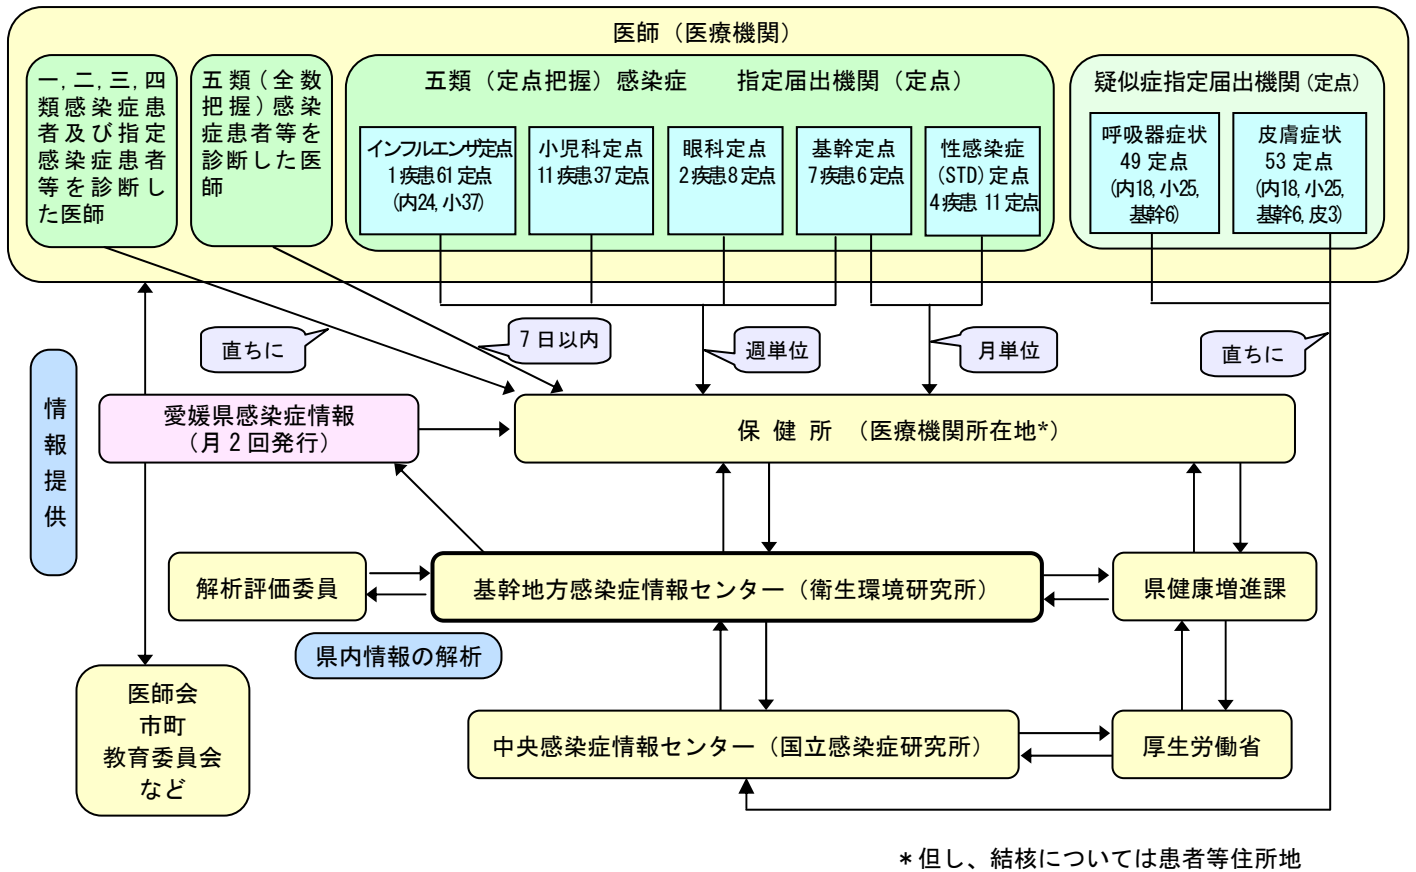 医師（医療機関）
一,二,三,四
類感染症患
者及び指定
感染症患者
等を診断し
た医師
五類（全数
把握）感染
症患者等を
診断した医
師
五類（定点把握）感染症　　指定届出機関（定点）
インフルエンザ定点
1疾患61定点
(内24,小37)
小児科定点
11疾患37定点
眼科定点
2疾患8定点
基幹定点
7疾患6定点
性感染症
(STD)定点
4疾患 11定点
疑似症指定届出機関(定点)
呼吸器症状
49 定点
(内18,小25,
基幹6)
皮膚症状
53 定点
(内18,小25,
基幹6,皮3)
直ちに
7日以内
週単位
月単位
直ちに
情報提供
愛媛県感染症情報
（月2回発行）
保 健 所 （医療機関所在地*）
解析評価委員
基幹地方感染症情報センター（衛生環境研究所）
県健康増進課
県内情報の解析
医師会
市町
教育委員会
など
中央感染症情報センター（国立感染症研究所）
厚生労働省
*但し、結核については患者等住所地